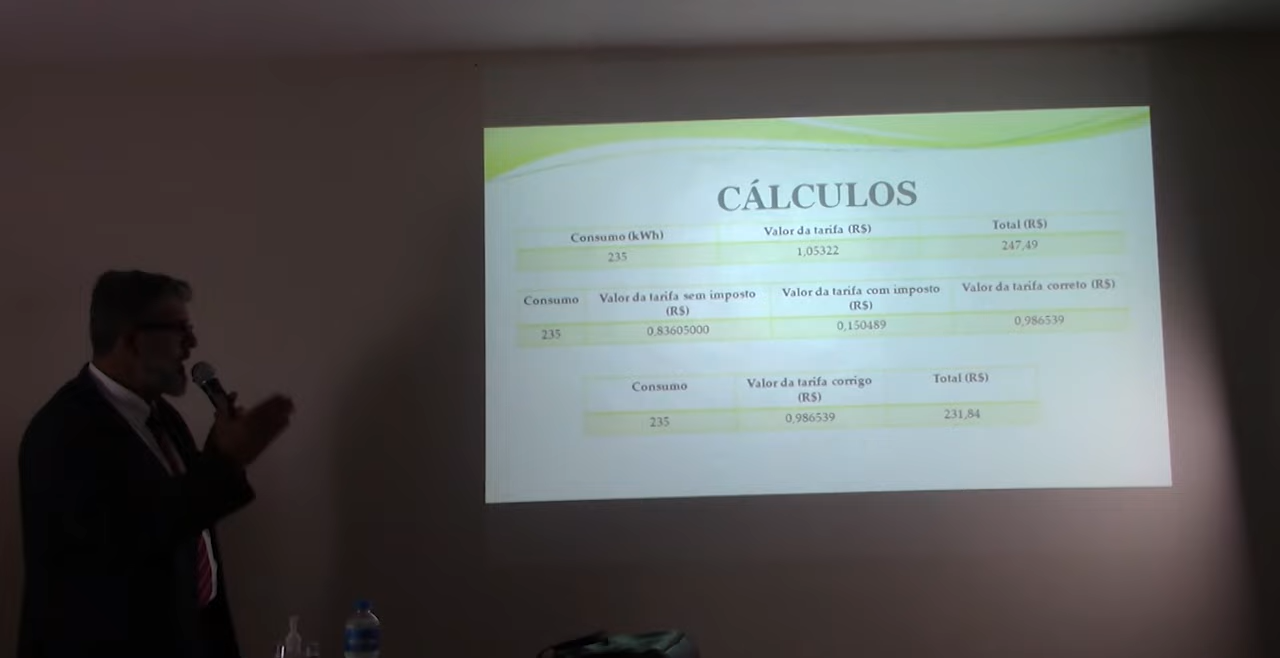 CÁLCULOS
Consumo (kWh) Valor da tarifa (R$) Total (R$)
235 1,05322 247,49
Consumo Valor da tarifa sem imposto (R$) Valor da tarifa com imposto (R$) Valor da tarifa correto (R$)
235 0,83605000 0,150489 0,986539
Consumo Valor da tarifa corrigo (R$) Total (R$)
235 0,986539 231,84